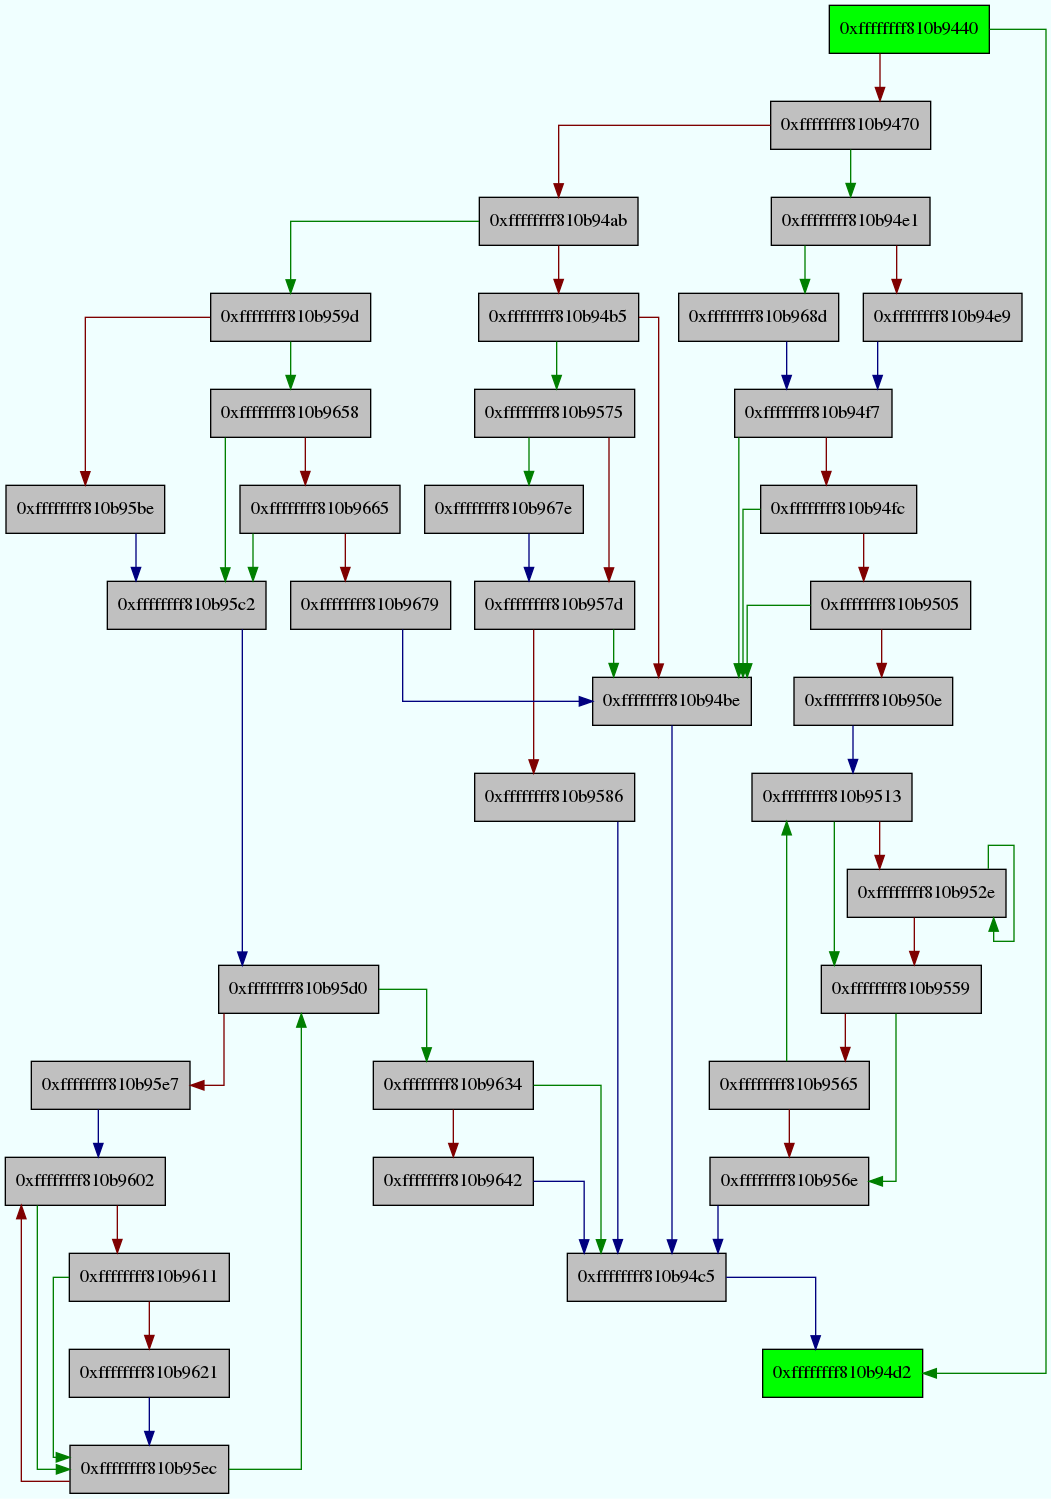 0xffffffff810b9440
0xffffffff810b9470
0xffffffff810b94ab
0xffffffff810b94e1
0xffffffff810b959d
0xffffffff810b94b5
0xffffffff810b968d
0xffffffff810b94e9
0xffffffff810b9658
0xffffffff810b9575
0xffffffff810b94f7
0xffffffff810b95be
0xffffffff810b9665
0xffffffff810b967e
0xffffffff810b94fc
0xffffffff810b95c2
0xffffffff810b9679
0xffffffff810b957d
0xffffffff810b9505
0xffffffff810b94be
0xffffffff810b950e
0xffffffff810b9586
0xffffffff810b9513
0xffffffff810b952e
0xffffffff810b95d0
0xffffffff810b9559
0xffffffff810b95e7
0xffffffff810b9634
0xffffffff810b9565
0xffffffff810b9602
0xffffffff810b9642
0xffffffff810b956e
0xffffffff810b9611
0xffffffff810b94c5
0xffffffff810b9621
0xffffffff810b94d2
0xffffffff810b95ec